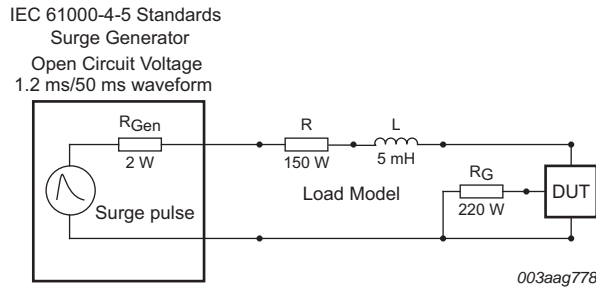 IEC 61000-4-5 Standards
Surge Generator
Open Circuit Voltage
1.2 ms/50 ms waveform
RGen
2 W
R
150 W
L
5 mH
Surge pulse
Load Model
RG
220 W
DUT
003aag778